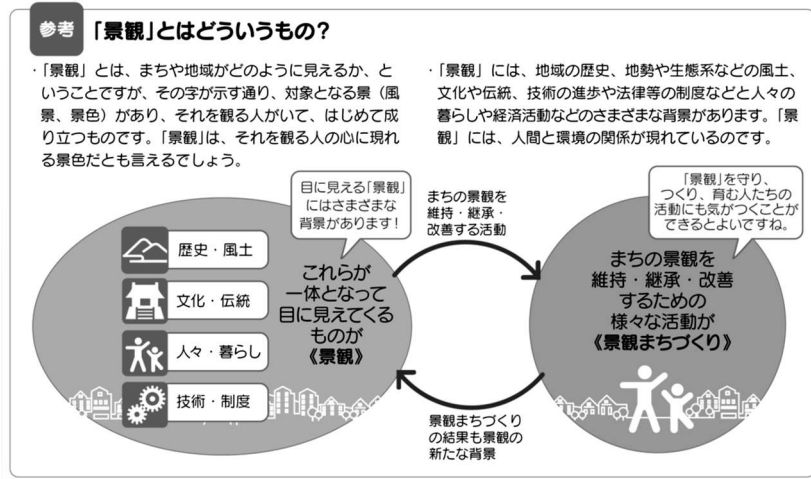 参考 「景観」とはどういうもの？
・「景観」とは、まちや地域がどのように見えるか、と
いうことですが、その字が示す通り、対象となる景（風
景、景色）があり、それを観る人がいて、はじめて成
り立つものです。「景観」は、それを観る人の心に現れ
る景色だとも言えるでしょう。
・「景観」には、地域の歴史、地勢や生態系などの風土、
文化や伝統、技術の進歩や法律等の制度などと人々の
暮らしや経済活動などのさまざまな背景があります。「景
観」には、人間と環境の関係が現れているのです。
目に見える「景観」
にはさまざまな
背景があります！
歴史・風土
文化・伝統
人々・暮らし
技術・制度
これらが
一体となって
目に見えてくる
ものが
《景観》
まちの景観を
維持・継承・
改善する活動
「景観」を守り、
つくり、育む人たちの
活動にも気がつくことが
できるとよいですね。
まちの景観を
維持・継承・改善
するための
様々な活動が
《景観まちづくり》
景観まちづくり
の結果も景観の
新たな背景